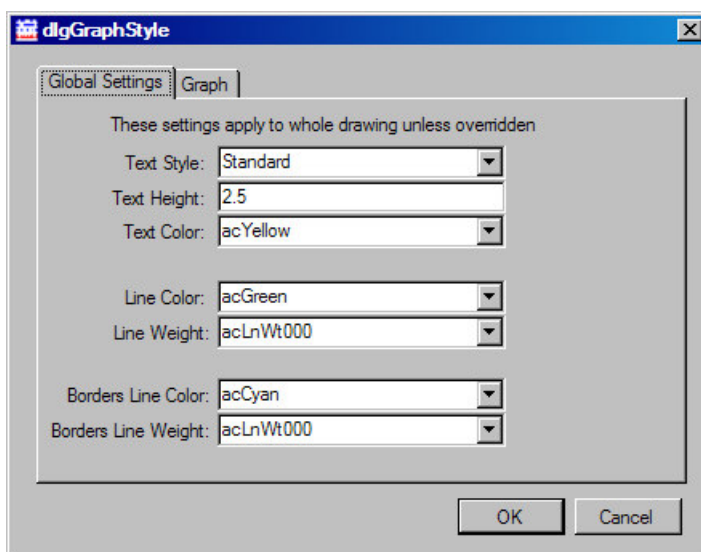 dlgGraphStyle
Global Settings Graph
These settings apply to whole drawing unless overridden
Text Style: Standard
Text Height: 2.5
Text Color: acYellow
Line Color: acGreen
Line Weight: acLnWt000
Borders Line Color: acCyan
Borders Line Weight: acLnWt000
OK Cancel